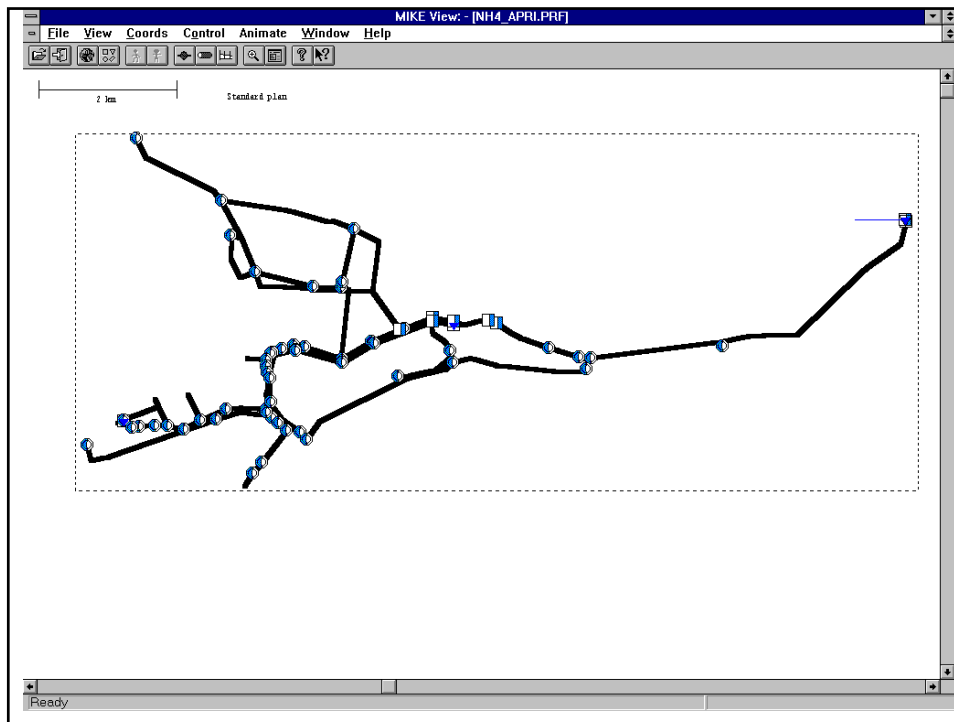 MIKE View: - [NH4_APRI.PRF]
File View Coords Control Animate Window Help
2 km
Standard plan
Ready